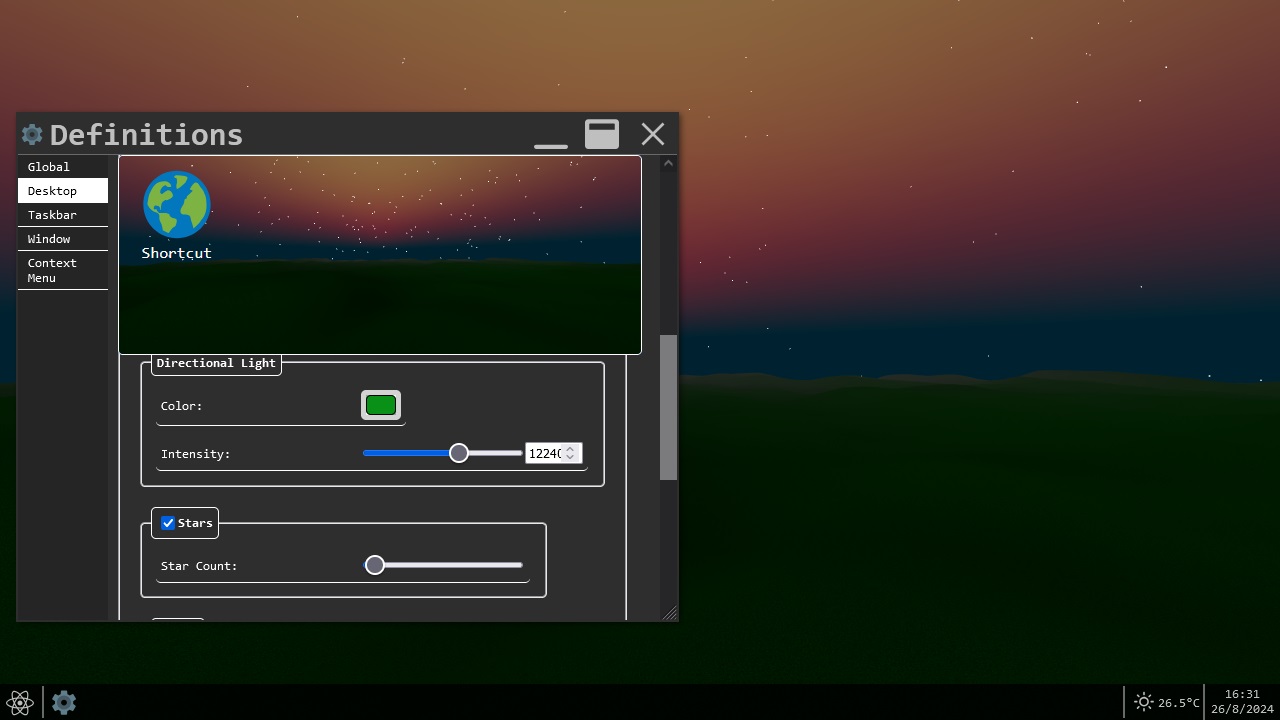 Definitions
Global
Desktop
Taskbar
Window
Context
Menu
Shortcut
Directional Light
Color:
Intensity:
12240
Stars
Star Count:
26.5°C
16:31
26/8/2024